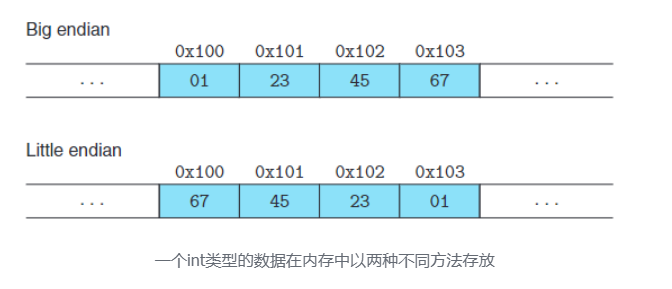 Big endian
0x100 0x101 0x102 0x103
... 01 23 45 67 ...
Little endian
0x100 0x101 0x102 0x103
... 67 45 23 01 ...
一个int类型的数据在内存中以两种不同方法存放